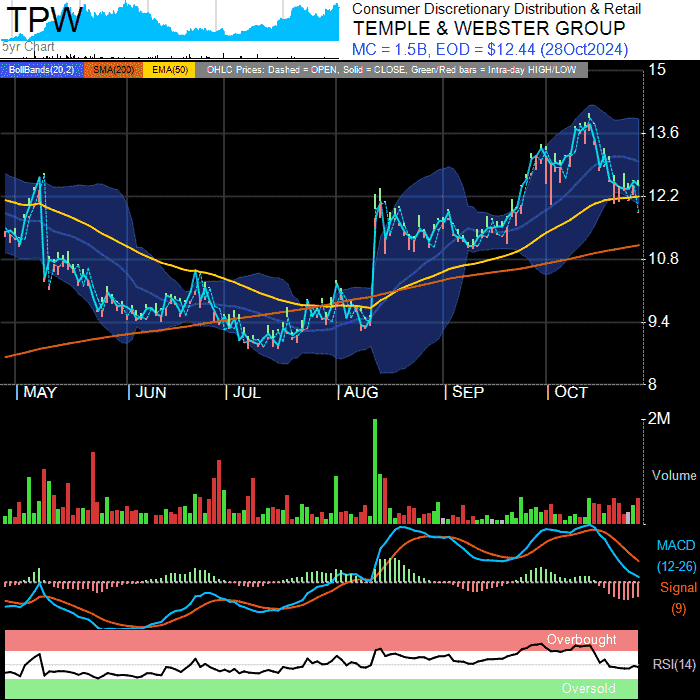 TPW
5yr Chart
Consumer Discretionary Distribution & Retail
TEMPLE & WEBSTER GROUP
MC = 1.5B, EOD = $12.44 (28Oct2024)
BollBands(20,2) SMA(200) EMA(50) OHLC Prices: Dashed = OPEN, Solid = CLOSE, Green/Red bars = Intra-day HIGH/LOW
15
13.6
12.2
10.8
9.4
8
MAY JUN JUL AUG SEP OCT
2M
Volume
MACD
(12-26)
Signal
(9)
Overbought
RSI(14)
Oversold